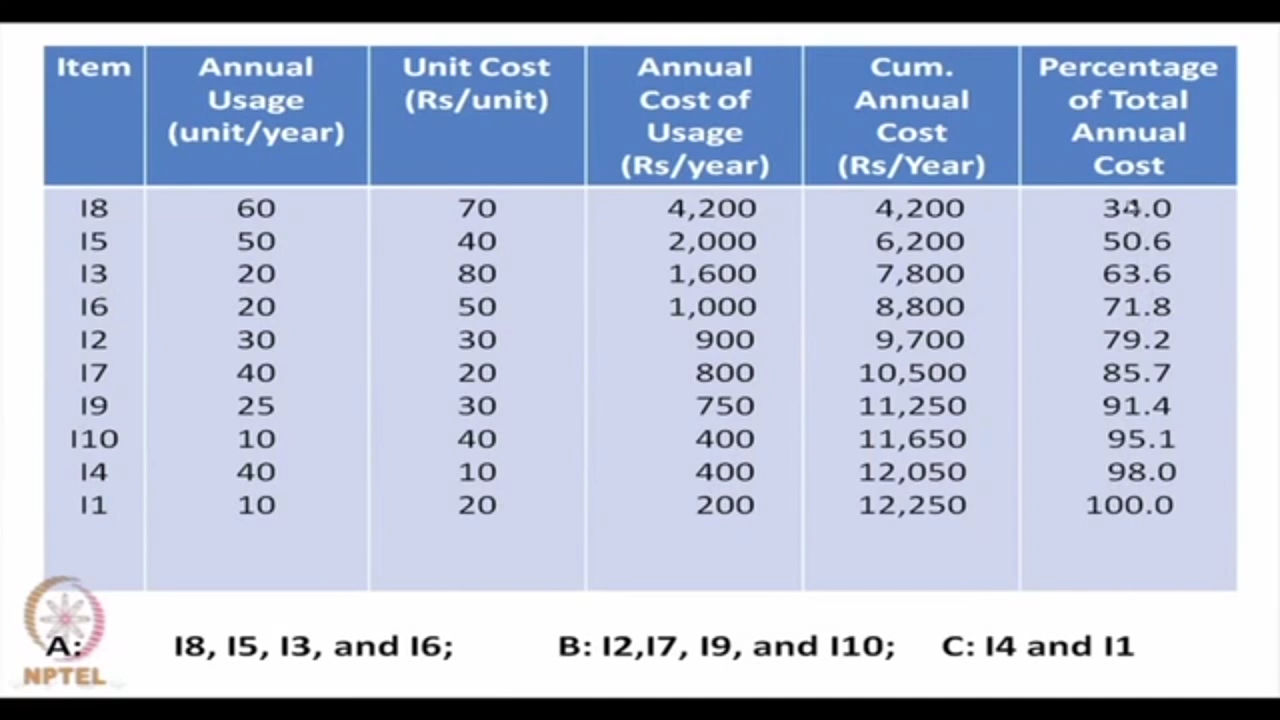 Item Annual Usage (unit/year) Unit Cost (Rs/unit) Annual Cost of Usage (Rs/year) Cum. Annual Cost (Rs/Year) Percentage of Total Annual Cost
I8 60 70 4,200 4,200 34.0
I5 50 40 2,000 6,200 50.6
I3 20 80 1,600 7,800 63.6
I6 20 50 1,000 8,800 71.8
I2 30 30 900 9,700 79.2
I7 40 20 800 10,500 85.7
I9 25 30 750 11,250 91.4
I10 10 40 400 11,650 95.1
I4 40 10 400 12,050 98.0
I1 10 20 200 12,250 100.0
A: I8, I5, I3, and I6; B: I2,I7, I9, and I10; C: I4 and I1
NPTEL